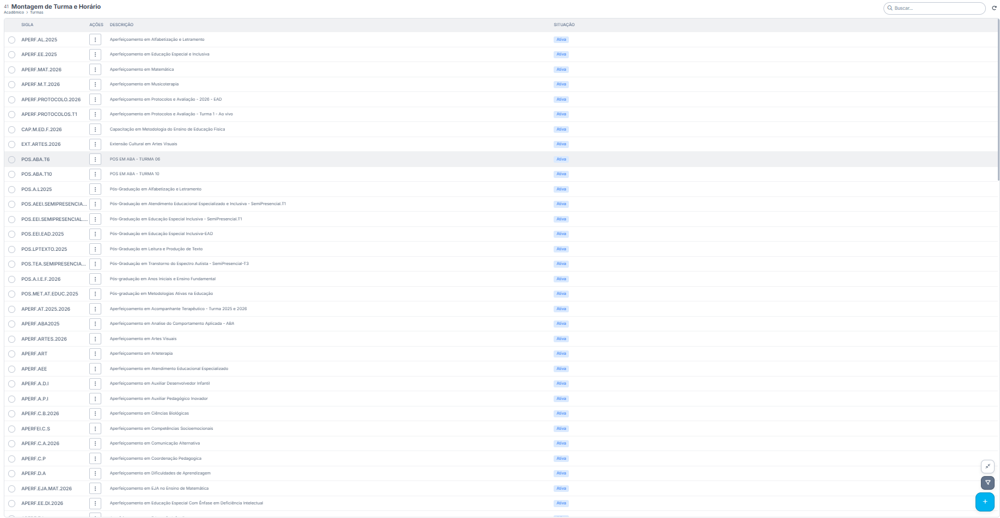 41 Montagem de Turma e Horário
Acadêmico > Turmas
Buscar...
SIGLA AÇÕES DESCRIÇÃO SITUAÇÃO
APERF.AL.2025 Aperfeiçoamento em Alfabetização e Letramento Ativa
APERF.EE.2025 Aperfeiçoamento em Educação Especial e Inclusiva Ativa
APERF.MAT.2026 Aperfeiçoamento em Matemática Ativa
APERF.M.T.2026 Aperfeiçoamento em Musicoterapia Ativa
APERF.PROTOCOLO.2026 Aperfeiçoamento em Protocolos e Avaliação - 2026 - EAD Ativa
APERF.PROTOCOLOS.T1 Aperfeiçoamento em Protocolos e Avaliação - Turma 1 - Ao vivo Ativa
CAP.M.ED.F.2026 Capacitação em Metodologia do Ensino de Educação Física Ativa
EXT.ARTES.2026 Extensão Cultural em Artes Visuais Ativa
POS.ABA.T6 POS EM ABA - TURMA 06 Ativa
POS.ABA.T10 POS EM ABA - TURMA 10 Ativa
POS.A.L2025 Pós-Graduação em Alfabetização e Letramento Ativa
POS.AEEI.SEMIPRESENCIA... Pós-Graduação em Atendimento Educacional Especializado e Inclusiva - SemiPresencial.T1 Ativa
POS.EEI.SEMIPRESENCIAL.... Pós-Graduação em Educação Especial Inclusiva - SemiPresencial.T1 Ativa
POS.EEI.EAD.2025 Pós-Graduação em Educação Especial Inclusiva-EAD Ativa
POS.LPTEXTO.2025 Pós-Graduação em Leitura e Produção de Texto Ativa
POS.TEA.SEMIPRESENCIA... Pós-Graduação em Transtorno do Espectro Autista - SemiPresencial-T3 Ativa
POS.A.I.E.F.2026 Pós-graduação em Anos Iniciais e Ensino Fundamental Ativa
POS.MET.AT.EDUC.2025 Pós-graduação em Metodologias Ativas na Educação Ativa
APERF.AT.2025.2026 Aperfeiçoamento em Acompanhante Terapêutico - Turma 2025 e 2026 Ativa
APERF.ABA2025 Aperfeiçoamento em Analise do Comportamento Aplicada - ABA Ativa
APERF.ARTES.2026 Aperfeiçoamento em Artes Visuais Ativa
APERF.ART Aperfeiçoamento em Arteterapia Ativa
APERF.AEE Aperfeiçoamento em Atendimento Educacional Especializado Ativa
APERF.A.D.I Aperfeiçoamento em Auxiliar Desenvolvedor Infantil Ativa
APERF.A.P.I Aperfeiçoamento em Auxiliar Pedagógico Inovador Ativa
APERF.C.B.2026 Aperfeiçoamento em Ciências Biológicas Ativa
APERFEI.C.S Aperfeiçoamento em Competências Socioemocionais Ativa
APERF.C.A.2026 Aperfeiçoamento em Comunicação Alternativa Ativa
APERF.C.P Aperfeiçoamento em Coordenação Pedagogica Ativa
APERF.D.A Aperfeiçoamento em Dificuldades de Aprendizagem Ativa
APERF.EJA.MAT.2026 Aperfeiçoamento em EJA no Ensino de Matemática Ativa
APERF.EE.DI.2026 Aperfeiçoamento em Educação Especial Com Ênfase em Deficiência Intelectual Ativa